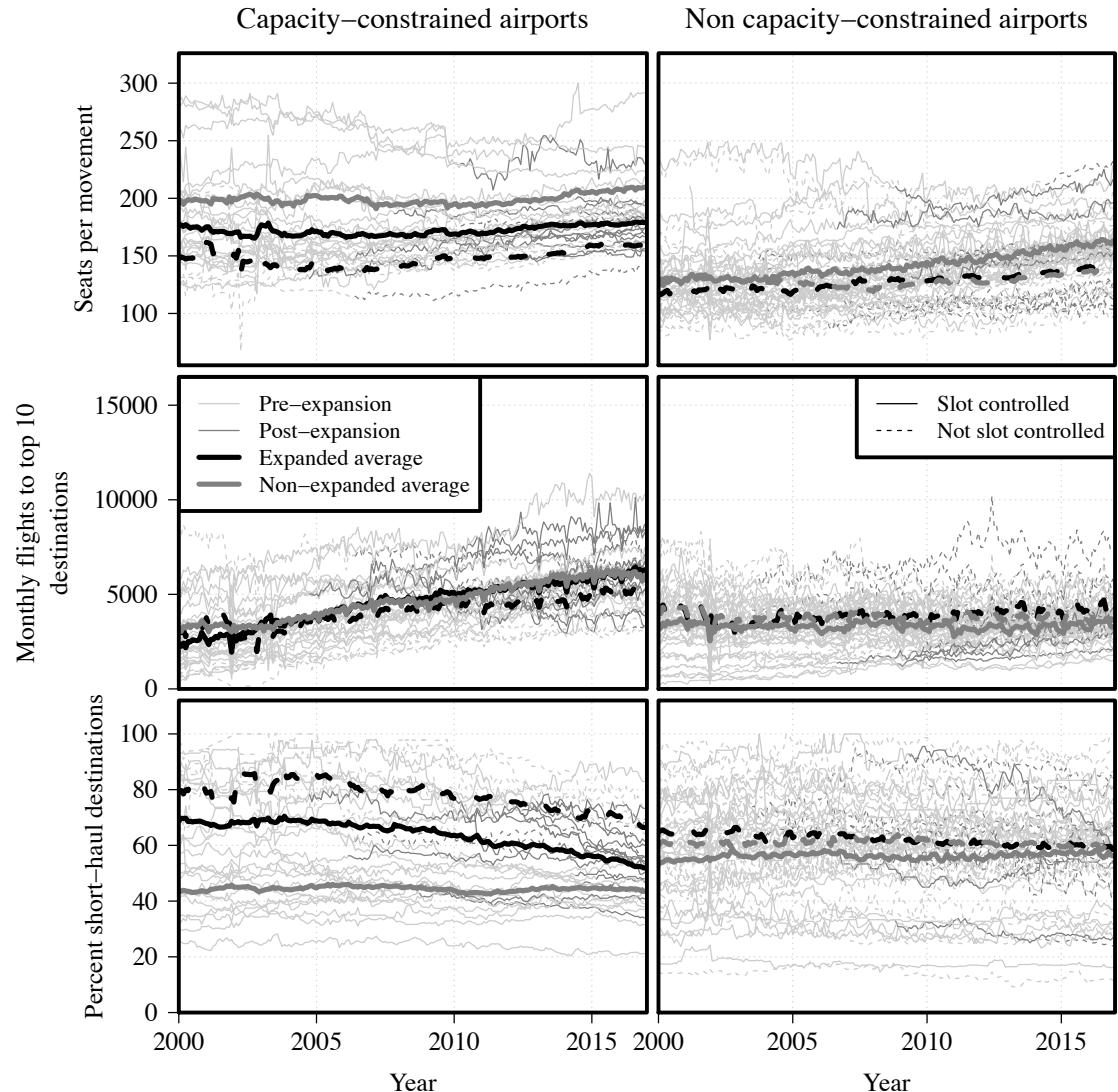 Capacity−constrained airports
Non capacity−constrained airports
Seats per movement
300
250
200
150
100
Monthly flights to top 10
destinations
15000
10000
5000
0
Pre−expansion
Post−expansion
Expanded average
Non−expanded average
Slot controlled
Not slot controlled
Percent short−haul destinations
100
80
60
40
20
0
2000
2005
2010
2015
2000
2005
2010
2015
Year
Year